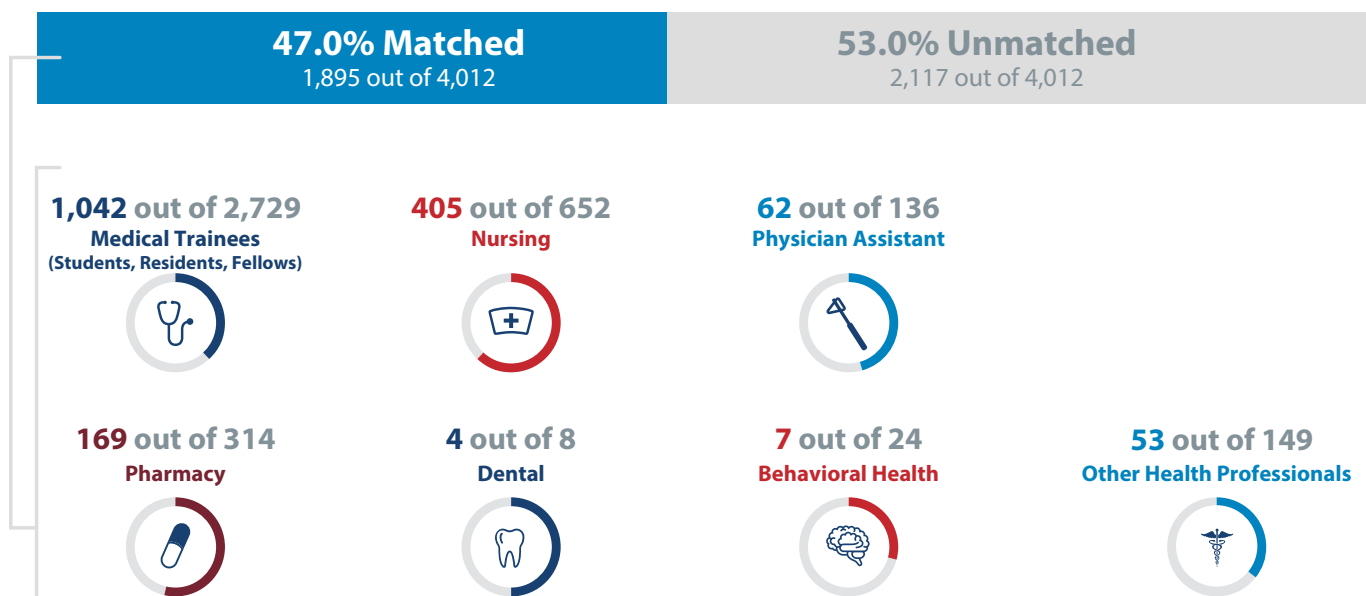 47.0% Matched
1,895 out of 4,012
53.0% Unmatched
2,117 out of 4,012
1,042 out of 2,729
Medical Trainees
(Students, Residents, Fellows)
405 out of 652
Nursing
62 out of 136
Physician Assistant
169 out of 314
Pharmacy
4 out of 8
Dental
7 out of 24
Behavioral Health
53 out of 149
Other Health Professionals